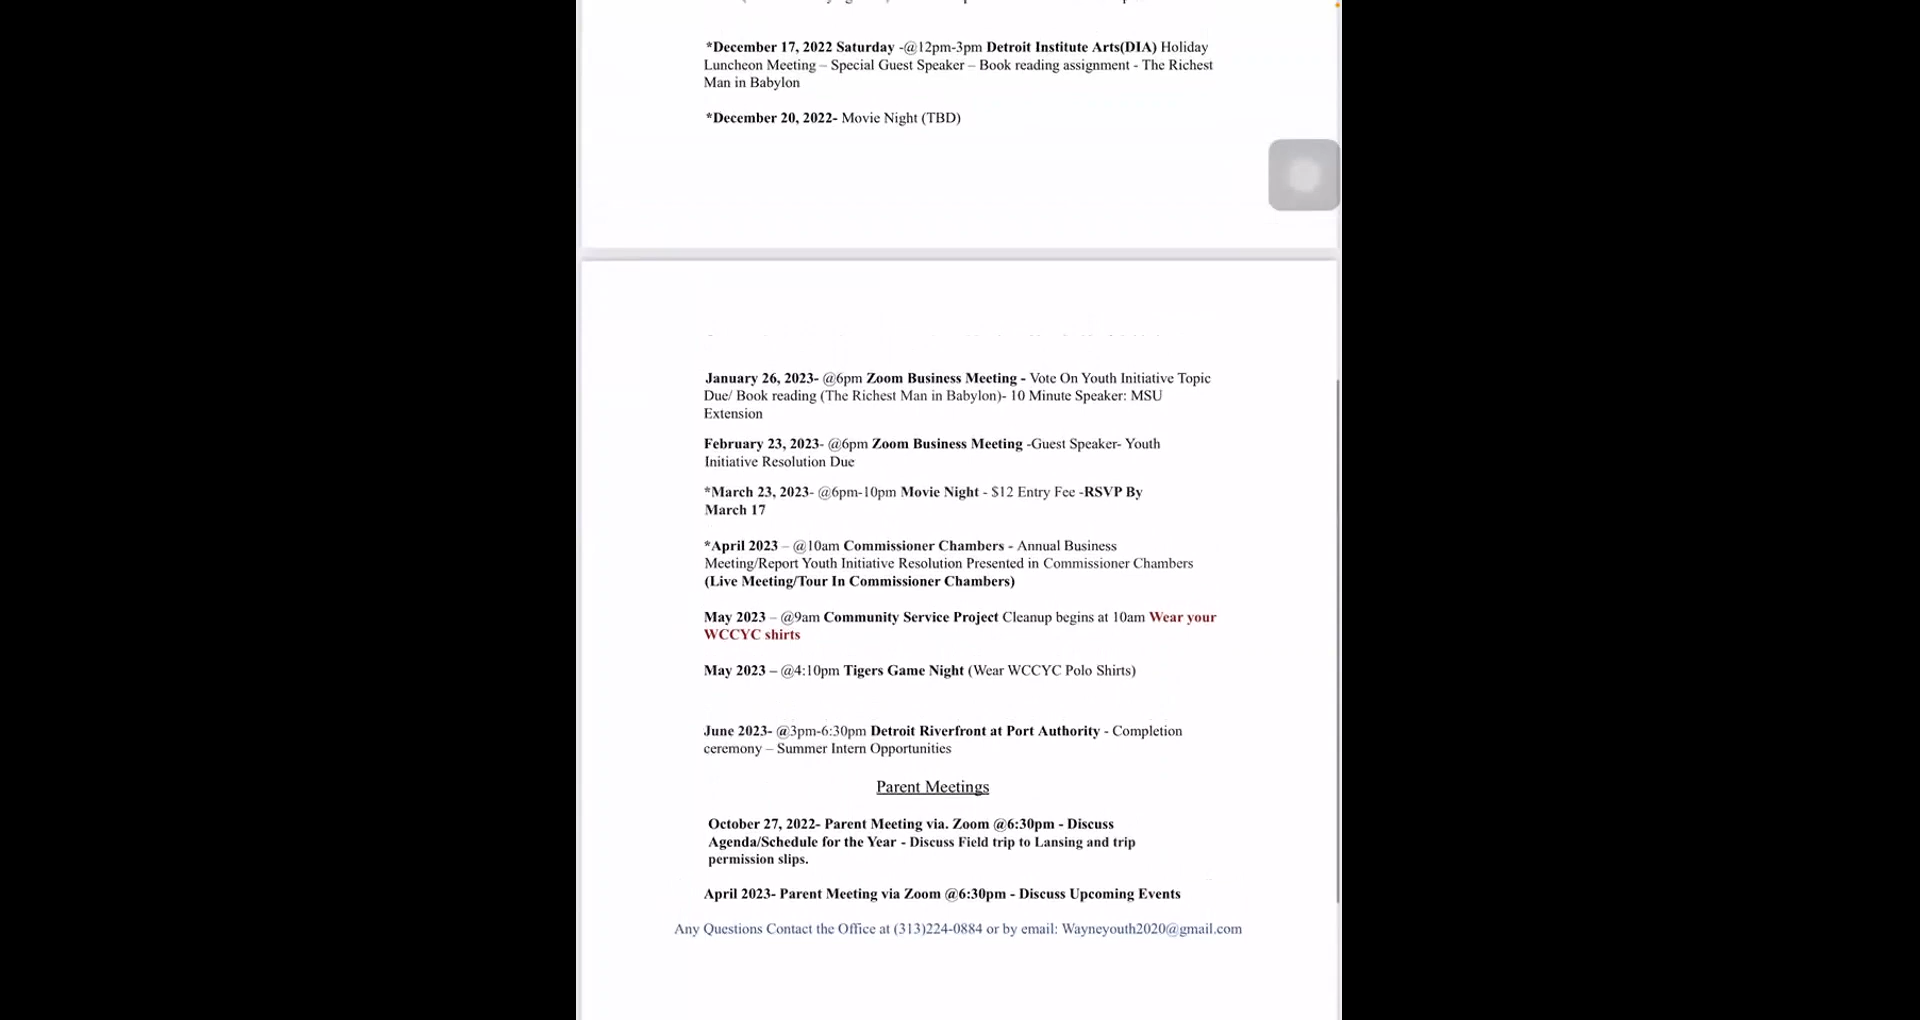 *December 17, 2022 Saturday -@12pm-3pm Detroit Institute Arts(DIA) Holiday
Luncheon Meeting – Special Guest Speaker – Book reading assignment - The Richest
Man in Babylon
*December 20, 2022- Movie Night (TBD)
January 26, 2023- @6pm Zoom Business Meeting - Vote On Youth Initiative Topic
Due/ Book reading (The Richest Man in Babylon)- 10 Minute Speaker: MSU
Extension
February 23, 2023- @6pm Zoom Business Meeting -Guest Speaker- Youth
Initiative Resolution Due
*March 23, 2023- @6pm-10pm Movie Night - $12 Entry Fee -RSVP By
March 17
*April 2023 – @10am Commissioner Chambers - Annual Business
Meeting/Report Youth Initiative Resolution Presented in Commissioner Chambers
(Live Meeting/Tour In Commissioner Chambers)
May 2023 – @9am Community Service Project Cleanup begins at 10am Wear your
WCCYC shirts
May 2023 – @4:10pm Tigers Game Night (Wear WCCYC Polo Shirts)
June 2023- @3pm-6:30pm Detroit Riverfront at Port Authority - Completion
ceremony – Summer Intern Opportunities
Parent Meetings
October 27, 2022- Parent Meeting via. Zoom @6:30pm - Discuss
Agenda/Schedule for the Year - Discuss Field trip to Lansing and trip
permission slips.
April 2023- Parent Meeting via Zoom @6:30pm - Discuss Upcoming Events
Any Questions Contact the Office at (313)224-0884 or by email: Wayneyouth2020@gmail.com